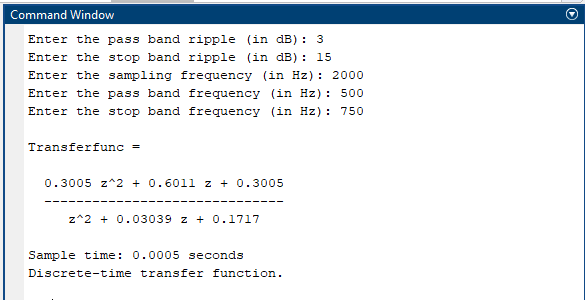 Command Window
Enter the pass band ripple (in dB): 3
Enter the stop band ripple (in dB): 15
Enter the sampling frequency (in Hz): 2000
Enter the pass band frequency (in Hz): 500
Enter the stop band frequency (in Hz): 750
Transferfunc =
0.3005 z^2 + 0.6011 z + 0.3005
------------------------------
z^2 + 0.03039 z + 0.1717
Sample time: 0.0005 seconds
Discrete-time transfer function.